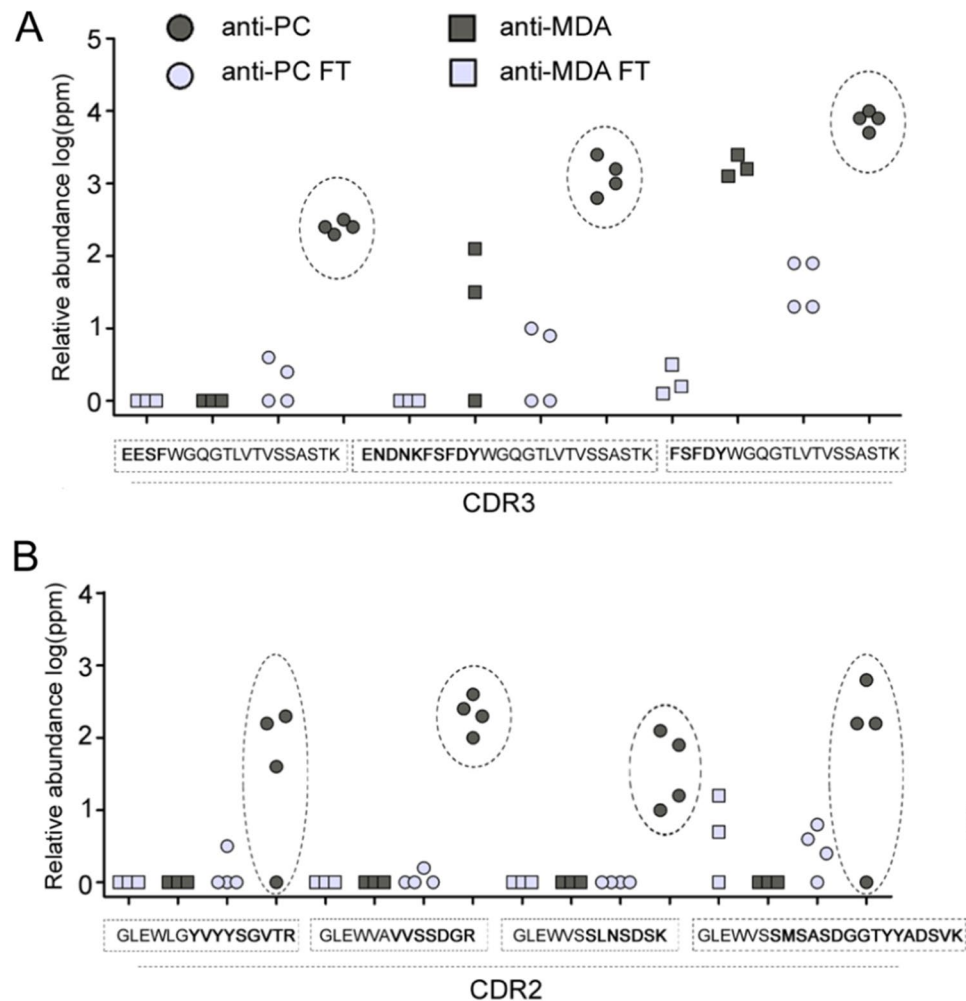 A
anti-PC
anti-MDA
anti-PC FT
anti-MDA FT
Relative abundance log(ppm)
5
4
3
2
1
0
EESFWGQGTLVTVSSASTK
ENDNKFSFDYWGQGTLVTVSSASTK
FSFDYWGQGTLVTVSSASTK
CDR3
B
Relative abundance log(ppm)
4
3
2
1
0
GLEWLGYVYYSGVTR
GLEWVAVVSSDGR
GLEWVSSLNSDSK
GLEWVSSMSASDGGTYYADSVK
CDR2